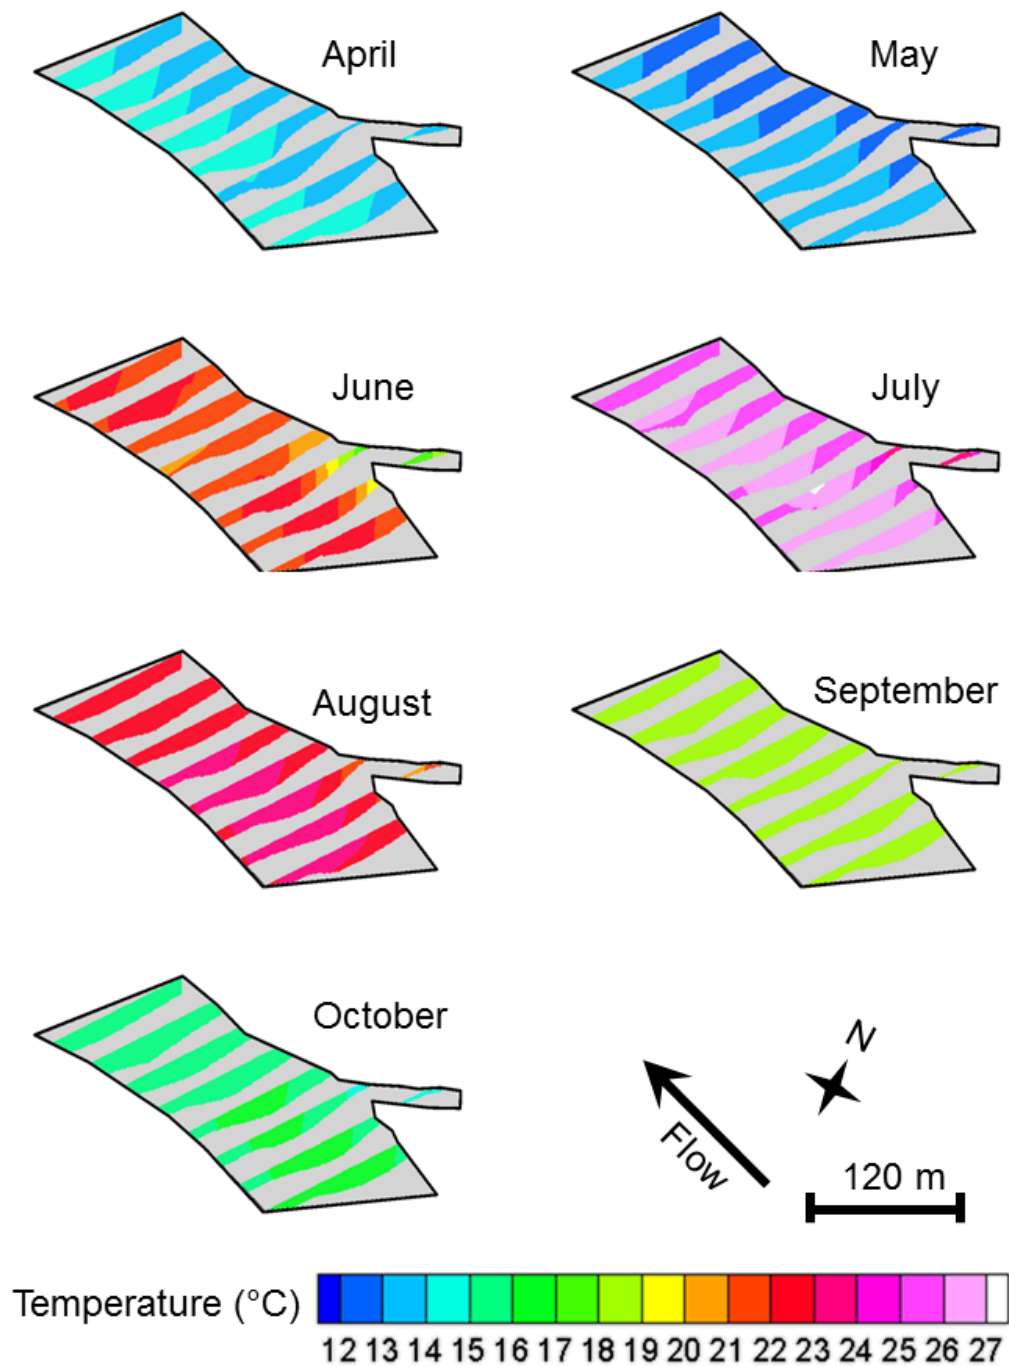 April
May
June
July
August
September
October
N
Flow
120 m
Temperature (°C)
12 13 14 15 16 17 18 19 20 21 22 23 24 25 26 27